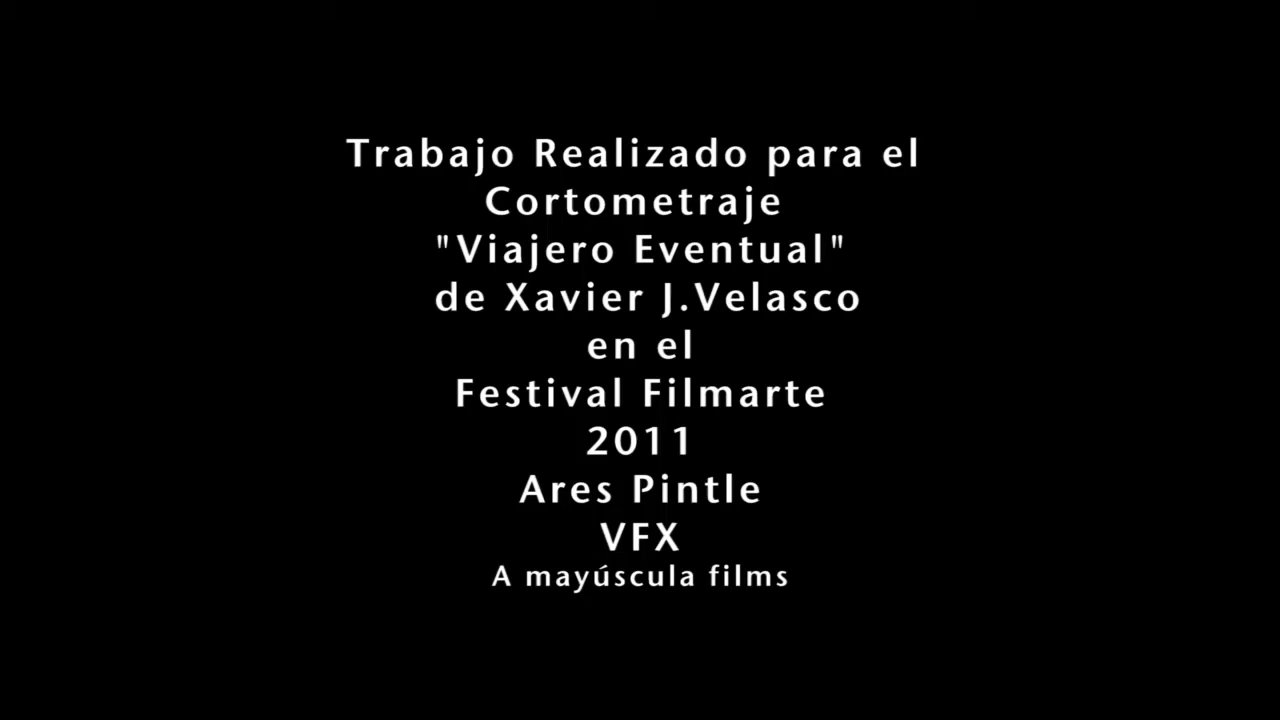 Trabajo Realizado para el
Cortometraje
"Viajero Eventual"
de Xavier J.Velasco
en el
Festival Filmarte
2011
Ares Pintle
VFX
A mayúscula films